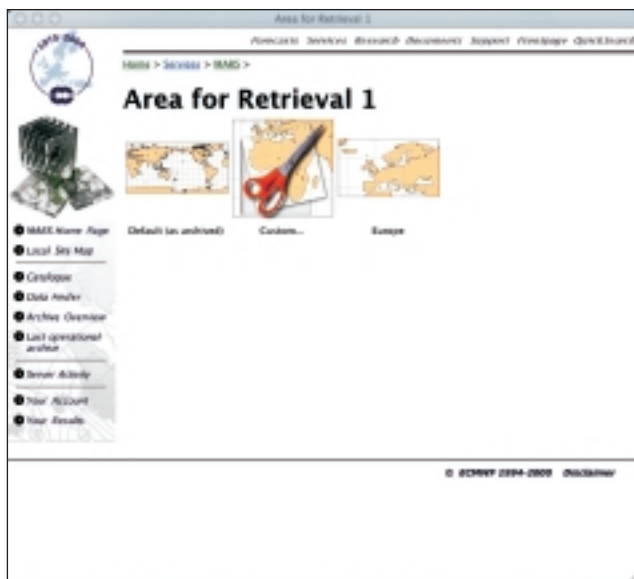 Area for Retrieval 1
Forecasts Services Research Documents Support Frontpage QuickSearch
Home > Services > MARS >
Area for Retrieval 1
Default (as archived) Custom... Europe
MARS Home Page
Local Site Map
Catalogue
Data Finder
Archive Overview
Last operational
archive
Server Activity
Your Account
Your Results
© ECMWF 1994-2000 Disclaimer